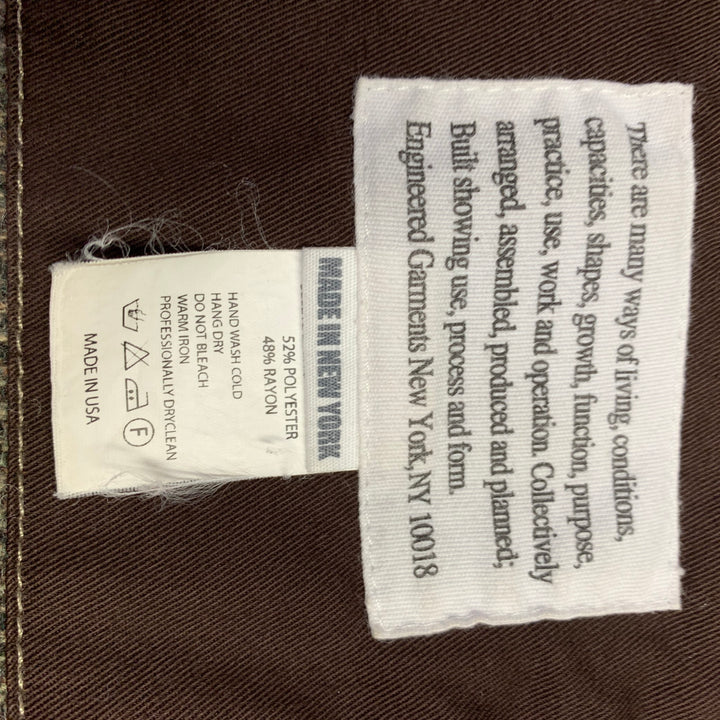 There are many ways of living, conditions,
capacities, shapes, growth, function, purpose,
practice, use, work and operation. Collectively
arranged, assembled, produced and planned;
Built showing use, process and form.
Engineered Garments New York, NY 10018
MADE IN NEW YORK
52% POLYESTER
48% RAYON
HAND WASH COLD
HANG DRY
DO NOT BLEACH
WARM IRON
PROFESSIONALLY DRYCLEAN
F
MADE IN USA